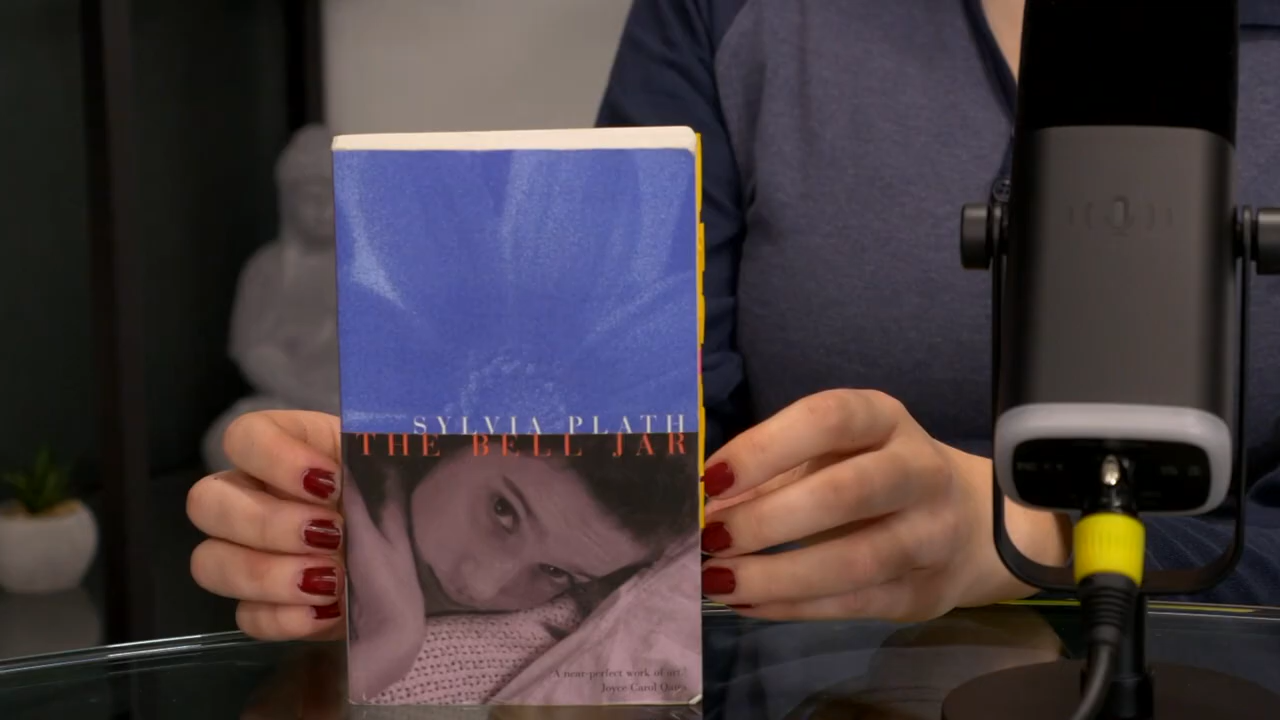 SYLVIA PLATH
THE BELL JAR
"A near-perfect work of art."
Joyce Carol Oates